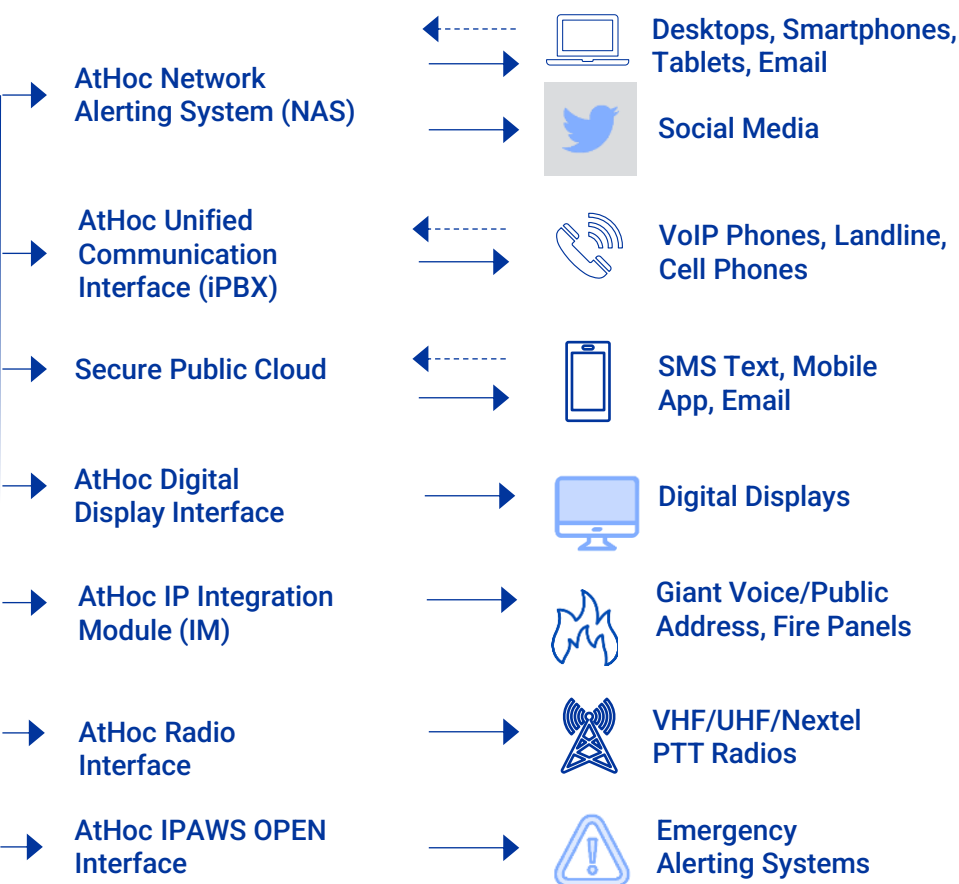 Desktops, Smartphones,
Tablets, Email
AtHoc Network
Alerting System (NAS)
Social Media
AtHoc Unified
Communication
Interface (iPBX)
VoIP Phones, Landline,
Cell Phones
Secure Public Cloud
SMS Text, Mobile
App, Email
AtHoc Digital
Display Interface
Digital Displays
AtHoc IP Integration
Module (IM)
Giant Voice/Public
Address, Fire Panels
AtHoc Radio
Interface
VHF/UHF/Nextel
PTT Radios
AtHoc IPAWS OPEN
Interface
Emergency
Alerting Systems